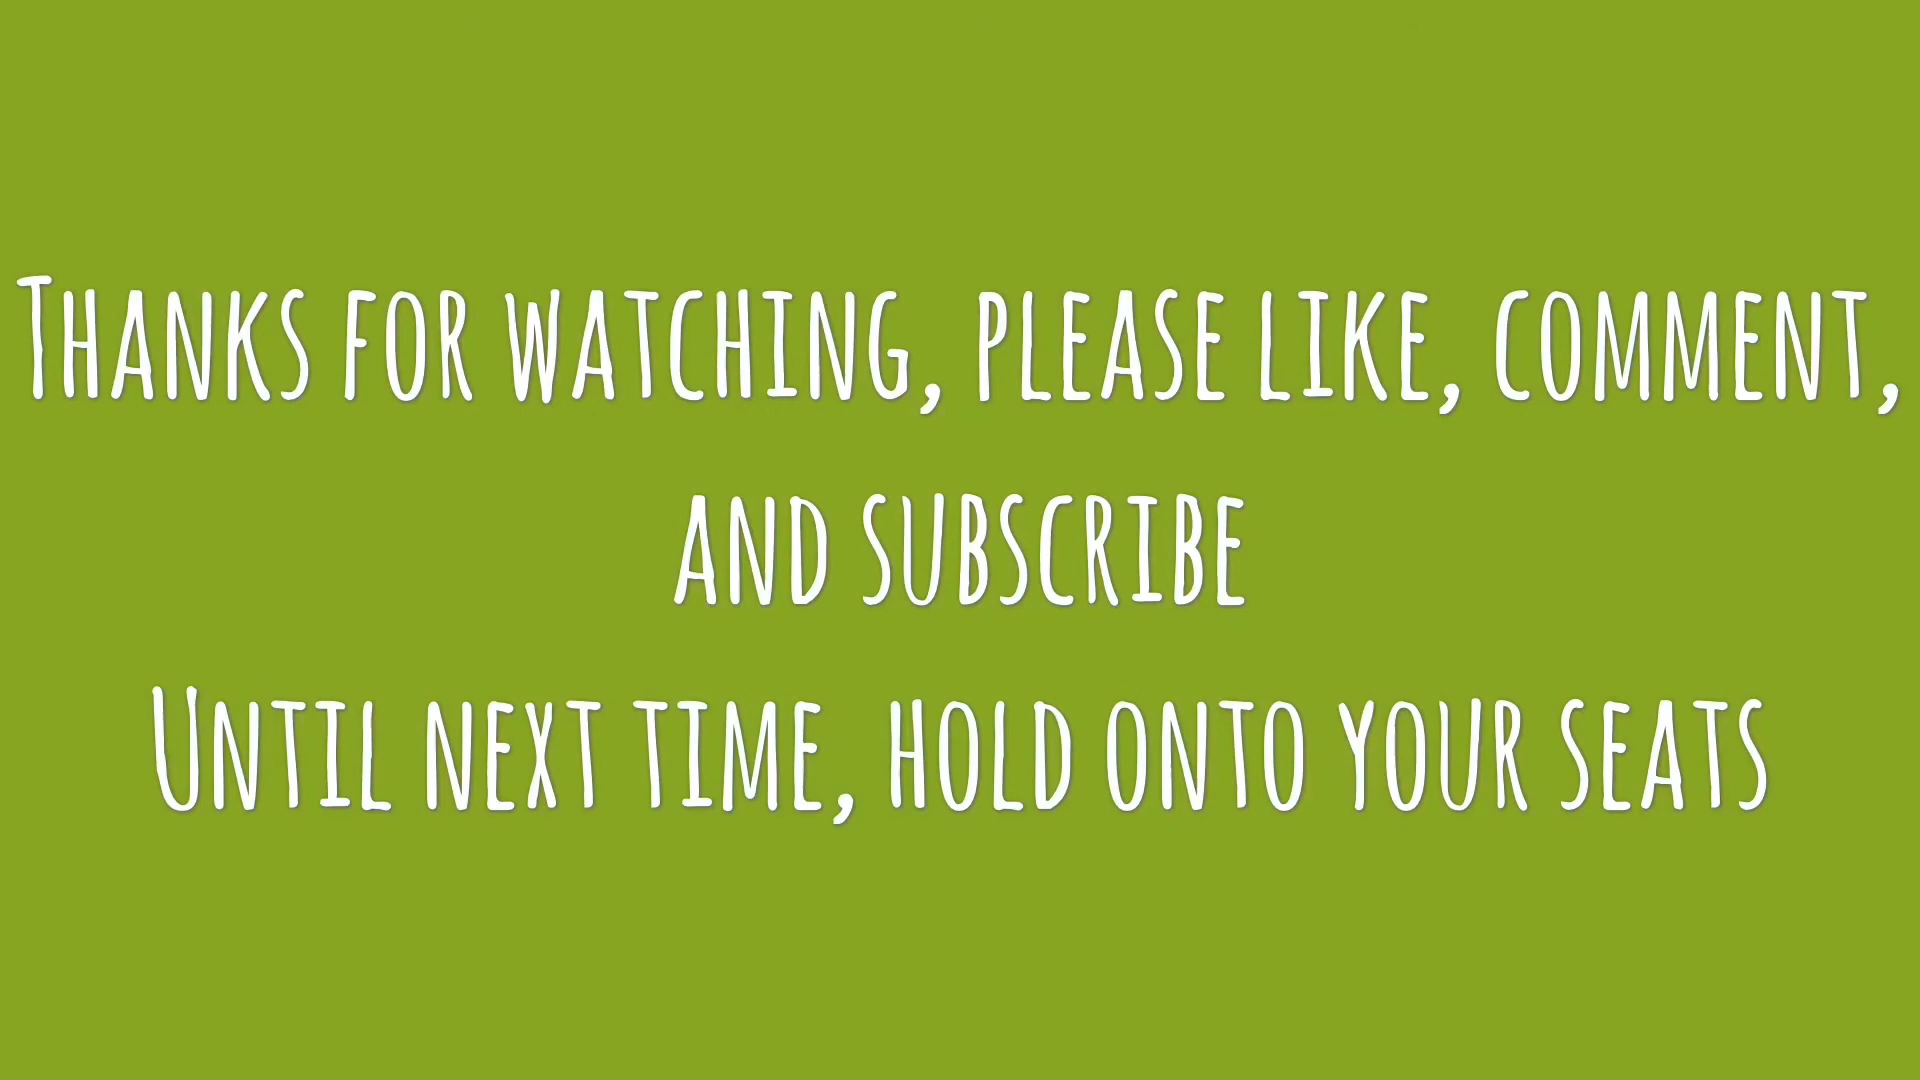 Thanks for watching, please like, comment,
and subscribe
Until next time, hold onto your seats